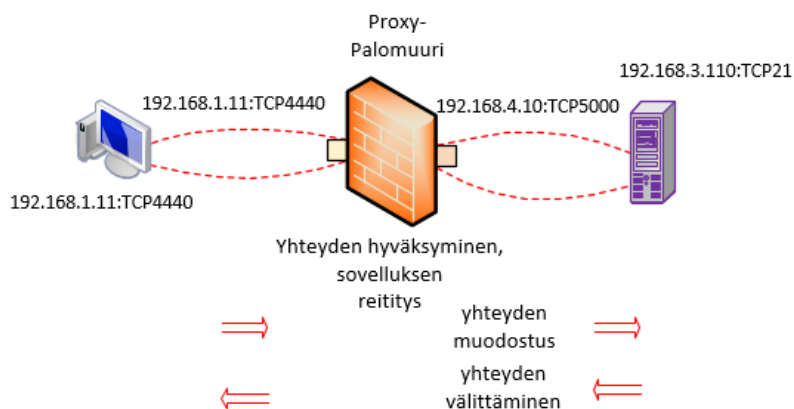 Proxy-
Palomuuri
192.168.3.110:TCP21
192.168.1.11:TCP4440
192.168.4.10:TCP5000
192.168.1.11:TCP4440
Yhteyden hyväksyminen,
sovelluksen
reititys
yhteyden
muodostus
yhteyden
välittäminen